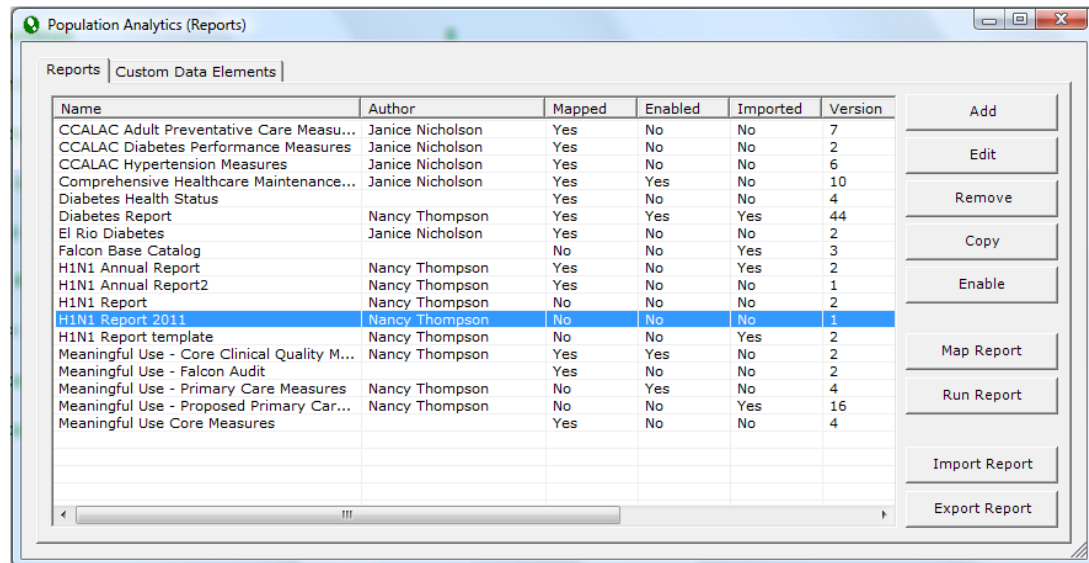 Population Analytics (Reports)
Reports Custom Data Elements
Name Author Mapped Enabled Imported Version
CCALAC Adult Preventative Care Measu... Janice Nicholson Yes No No 7
CCALAC Diabetes Performance Measures Janice Nicholson Yes No No 2
CCALAC Hypertension Measures Janice Nicholson Yes No No 6
Comprehensive Healthcare Maintenance... Janice Nicholson Yes Yes No 10
Diabetes Health Status Yes No No 4
Diabetes Report Nancy Thompson Yes Yes Yes 44
El Rio Diabetes Janice Nicholson Yes No No 2
Falcon Base Catalog No No Yes 3
H1N1 Annual Report Nancy Thompson Yes No Yes 2
H1N1 Annual Report2 Nancy Thompson Yes No No 1
H1N1 Report Nancy Thompson No No No 2
H1N1 Report 2011 Nancy Thompson No No No 1
H1N1 Report template Nancy Thompson No No Yes 2
Meaningful Use - Core Clinical Quality M... Nancy Thompson Yes Yes No 2
Meaningful Use - Falcon Audit Yes No No 2
Meaningful Use - Primary Care Measures Nancy Thompson No Yes No 4
Meaningful Use - Proposed Primary Car... Nancy Thompson No No Yes 16
Meaningful Use Core Measures Yes No No 4
Add
Edit
Remove
Copy
Enable
Map Report
Run Report
Import Report
Export Report